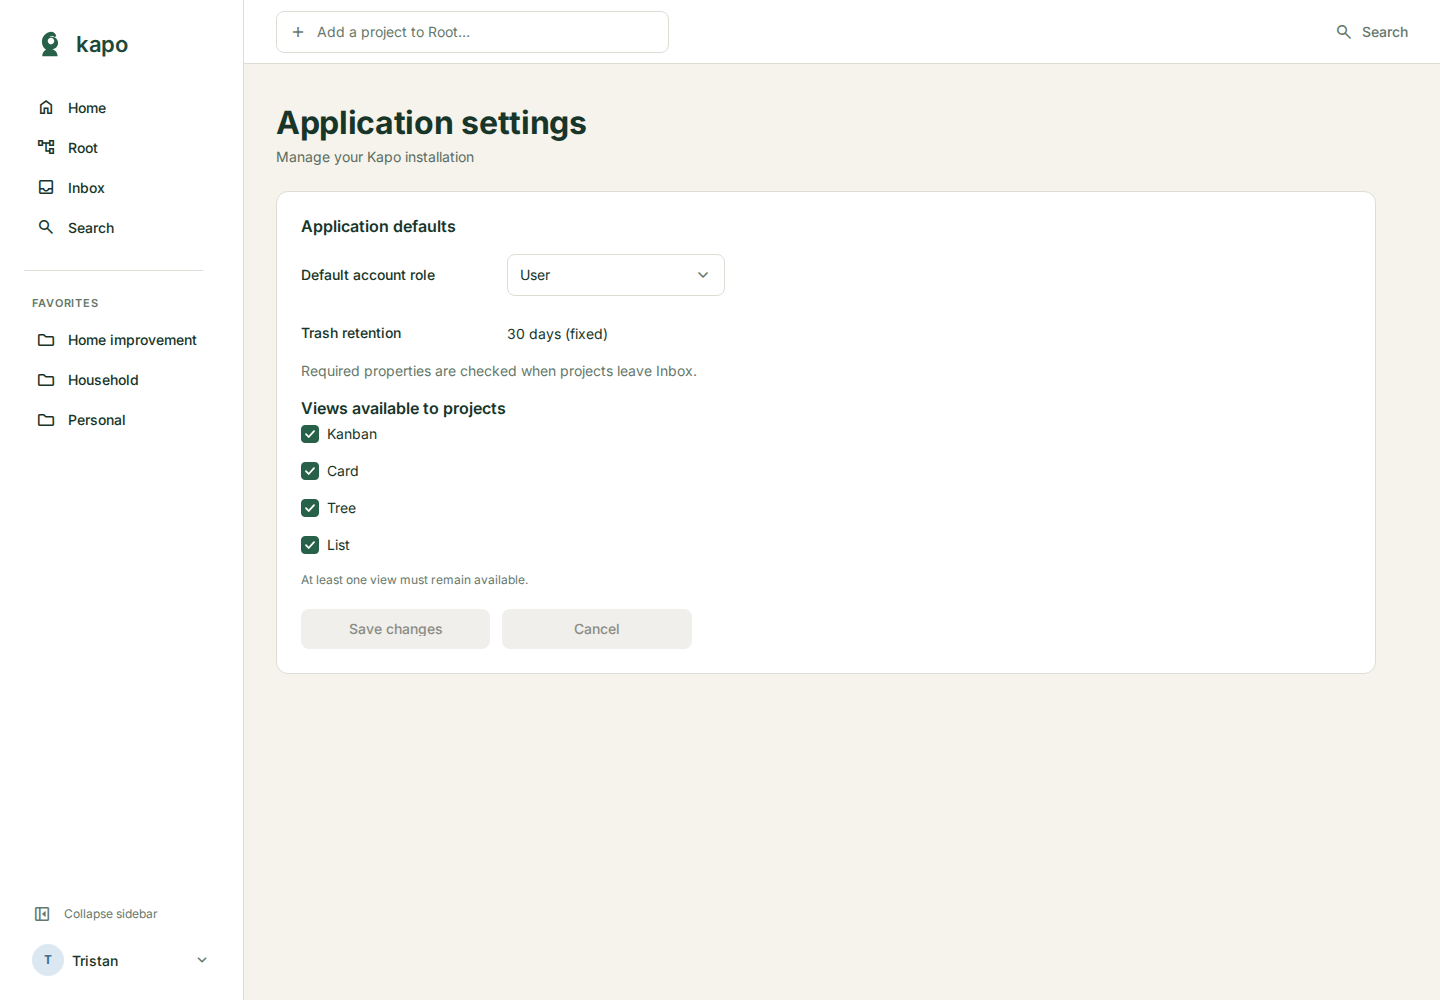 kapo
Home
Root
Inbox
Search
FAVORITES
Home improvement
Household
Personal
Collapse sidebar
T
Tristan
Add a project to Root...
Search
Application settings
Manage your Kapo installation
Application defaults
Default account role
User
Trash retention
30 days (fixed)
Required properties are checked when projects leave Inbox.
Views available to projects
Kanban
Card
Tree
List
At least one view must remain available.
Save changes
Cancel